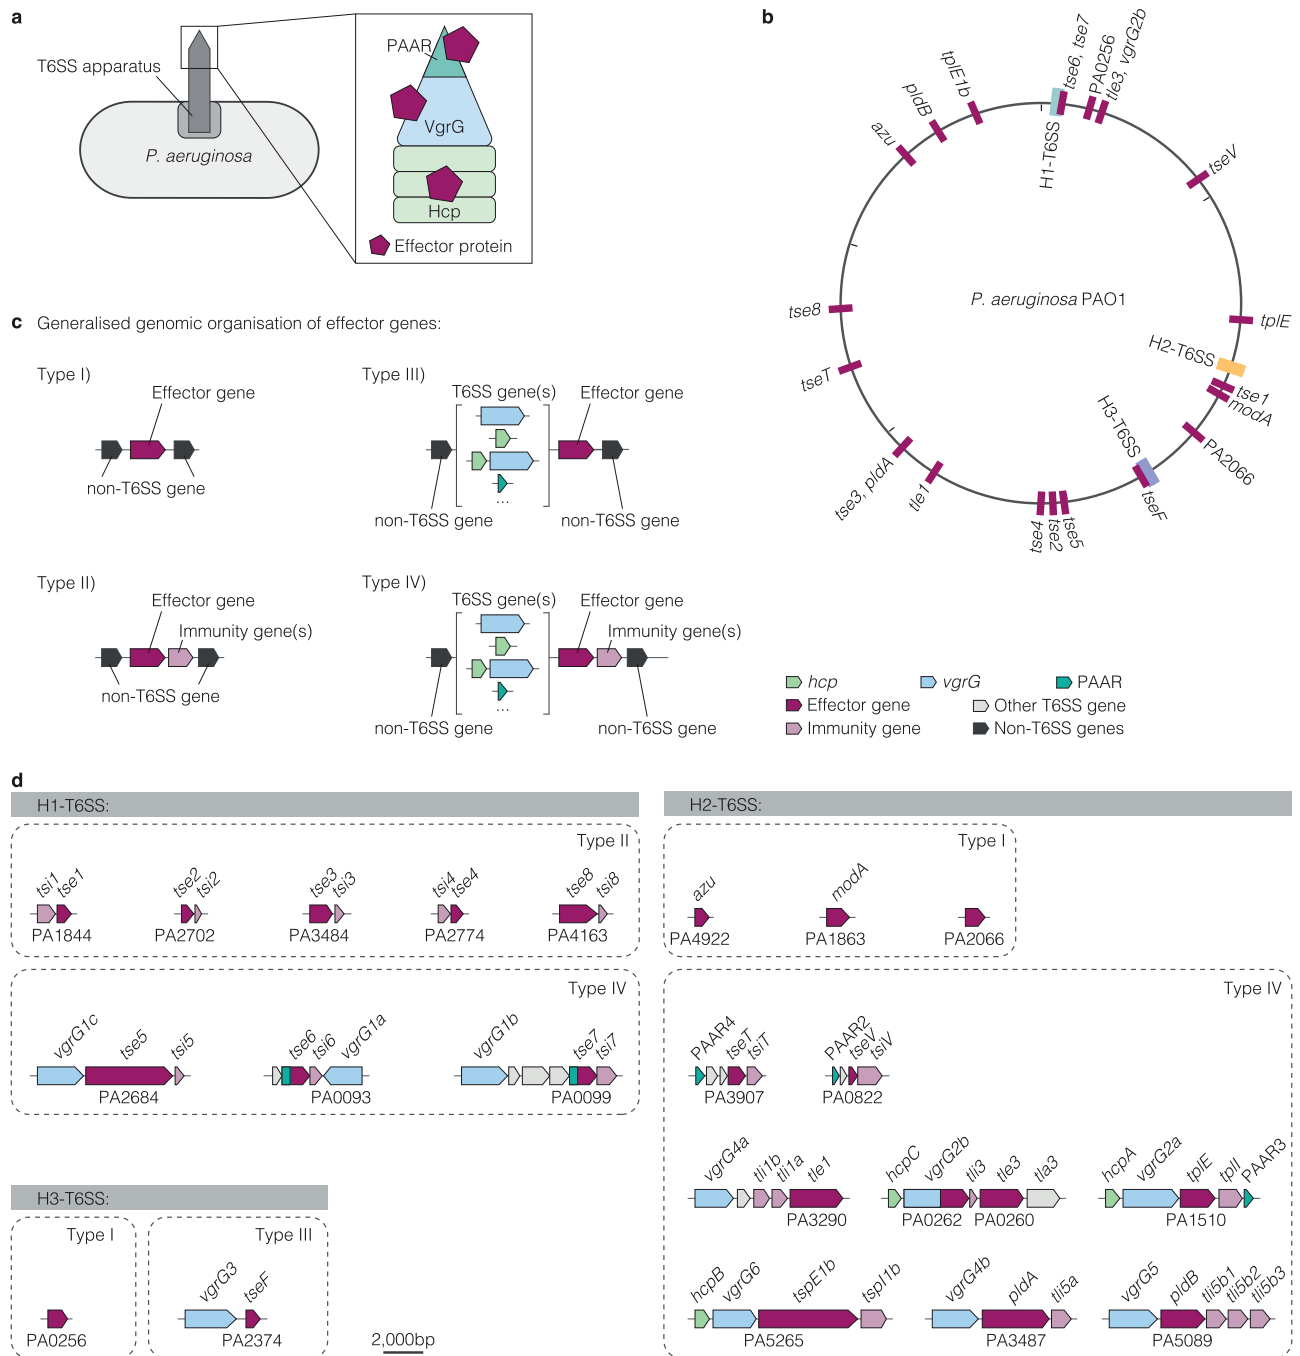 a
PAAR
T6SS apparatus
VgrG
P. aeruginosa
Hcp
Effector protein
b
tplE1b
pldB
azu
tse6, tse7
PA0256
tle3, vgrG2b
H1-T6SS
tseV
P. aeruginosa PAO1
tse8
tplE
H2-T6SS
tseT
tse1
modA
H3-T6SS
PA2066
tse3, pldA
tle1
tseF
tse4
tse2
tse5
c Generalised genomic organisation of effector genes:
Type I)
Effector gene
non-T6SS gene
Type III)
T6SS gene(s)
Effector gene
...
non-T6SS gene
non-T6SS gene
Type II)
Effector gene
Immunity gene(s)
non-T6SS gene
Type IV)
T6SS gene(s)
Effector gene
Immunity gene(s)
...
non-T6SS gene
non-T6SS gene
hcp vgrG PAAR
Effector gene Other T6SS gene
Immunity gene Non-T6SS genes
d
H1-T6SS:
Type II
tsi1 tse1 tse2 tsi2 tse3 tsi3 tsi4 tse4 tse8 tsi8
PA1844 PA2702 PA3484 PA2774 PA4163
Type IV
vgrG1c tse5 tsi5 tse6 tsi6 vgrG1a vgrG1b tse7 tsi7
PA2684 PA0093 PA0099
H3-T6SS:
Type I
PA0256
Type III
vgrG3 tseF
PA2374
2,000bp
H2-T6SS:
Type I
azu modA
PA4922 PA1863 PA2066
Type IV
PAAR4 tseT tsiT PAAR2 tseV tsiV
PA3907 PA0822
vgrG4a tli1b tli1a tle1 hcpC vgrG2b tli3 tle3 tla3 hcpA vgrG2a tplE tplI PAAR3
PA3290 PA0262 PA0260 PA1510
hcpB vgrG6 tspE1b tspI1b vgrG4b pldA tli5a vgrG5 pldB tli5b1 tli5b2 tli5b3
PA5265 PA3487 PA5089